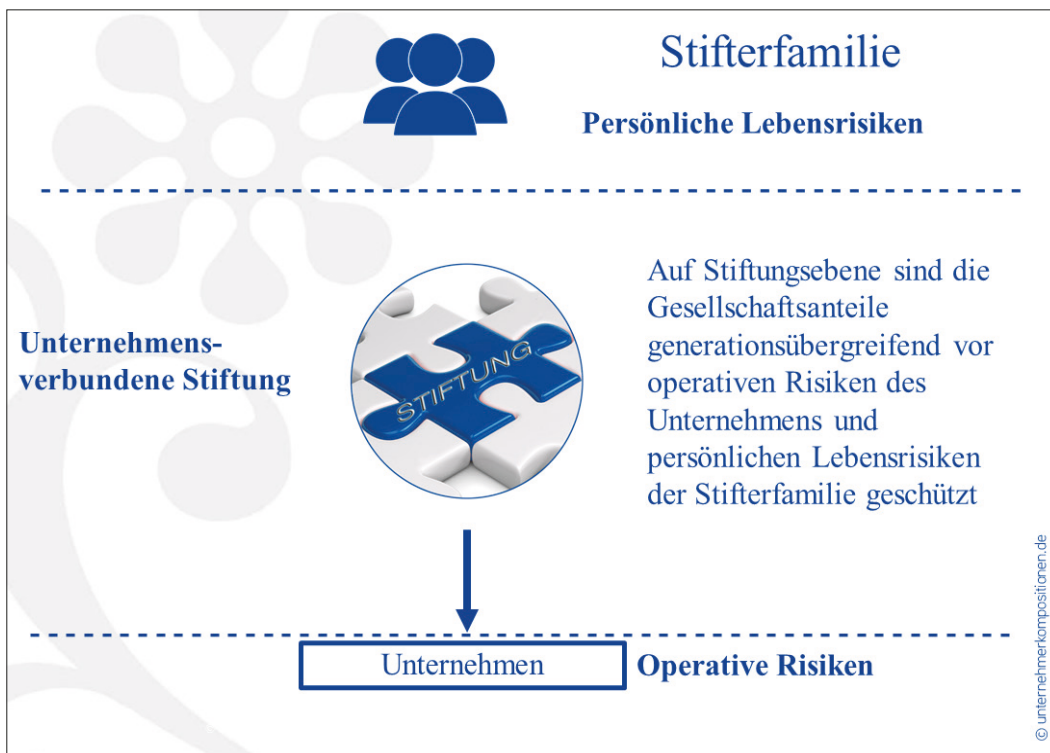 Stifterfamilie
Persönliche Lebensrisiken
Unternehmens-
verbundene Stiftung
STIFTUNG
Auf Stiftungsebene sind die
Gesellschaftsanteile
generationsübergreifend vor
operativen Risiken des
Unternehmens und
persönlichen Lebensrisiken
der Stifterfamilie geschützt
Unternehmen
Operative Risiken
© unternehmerkompositionen.de